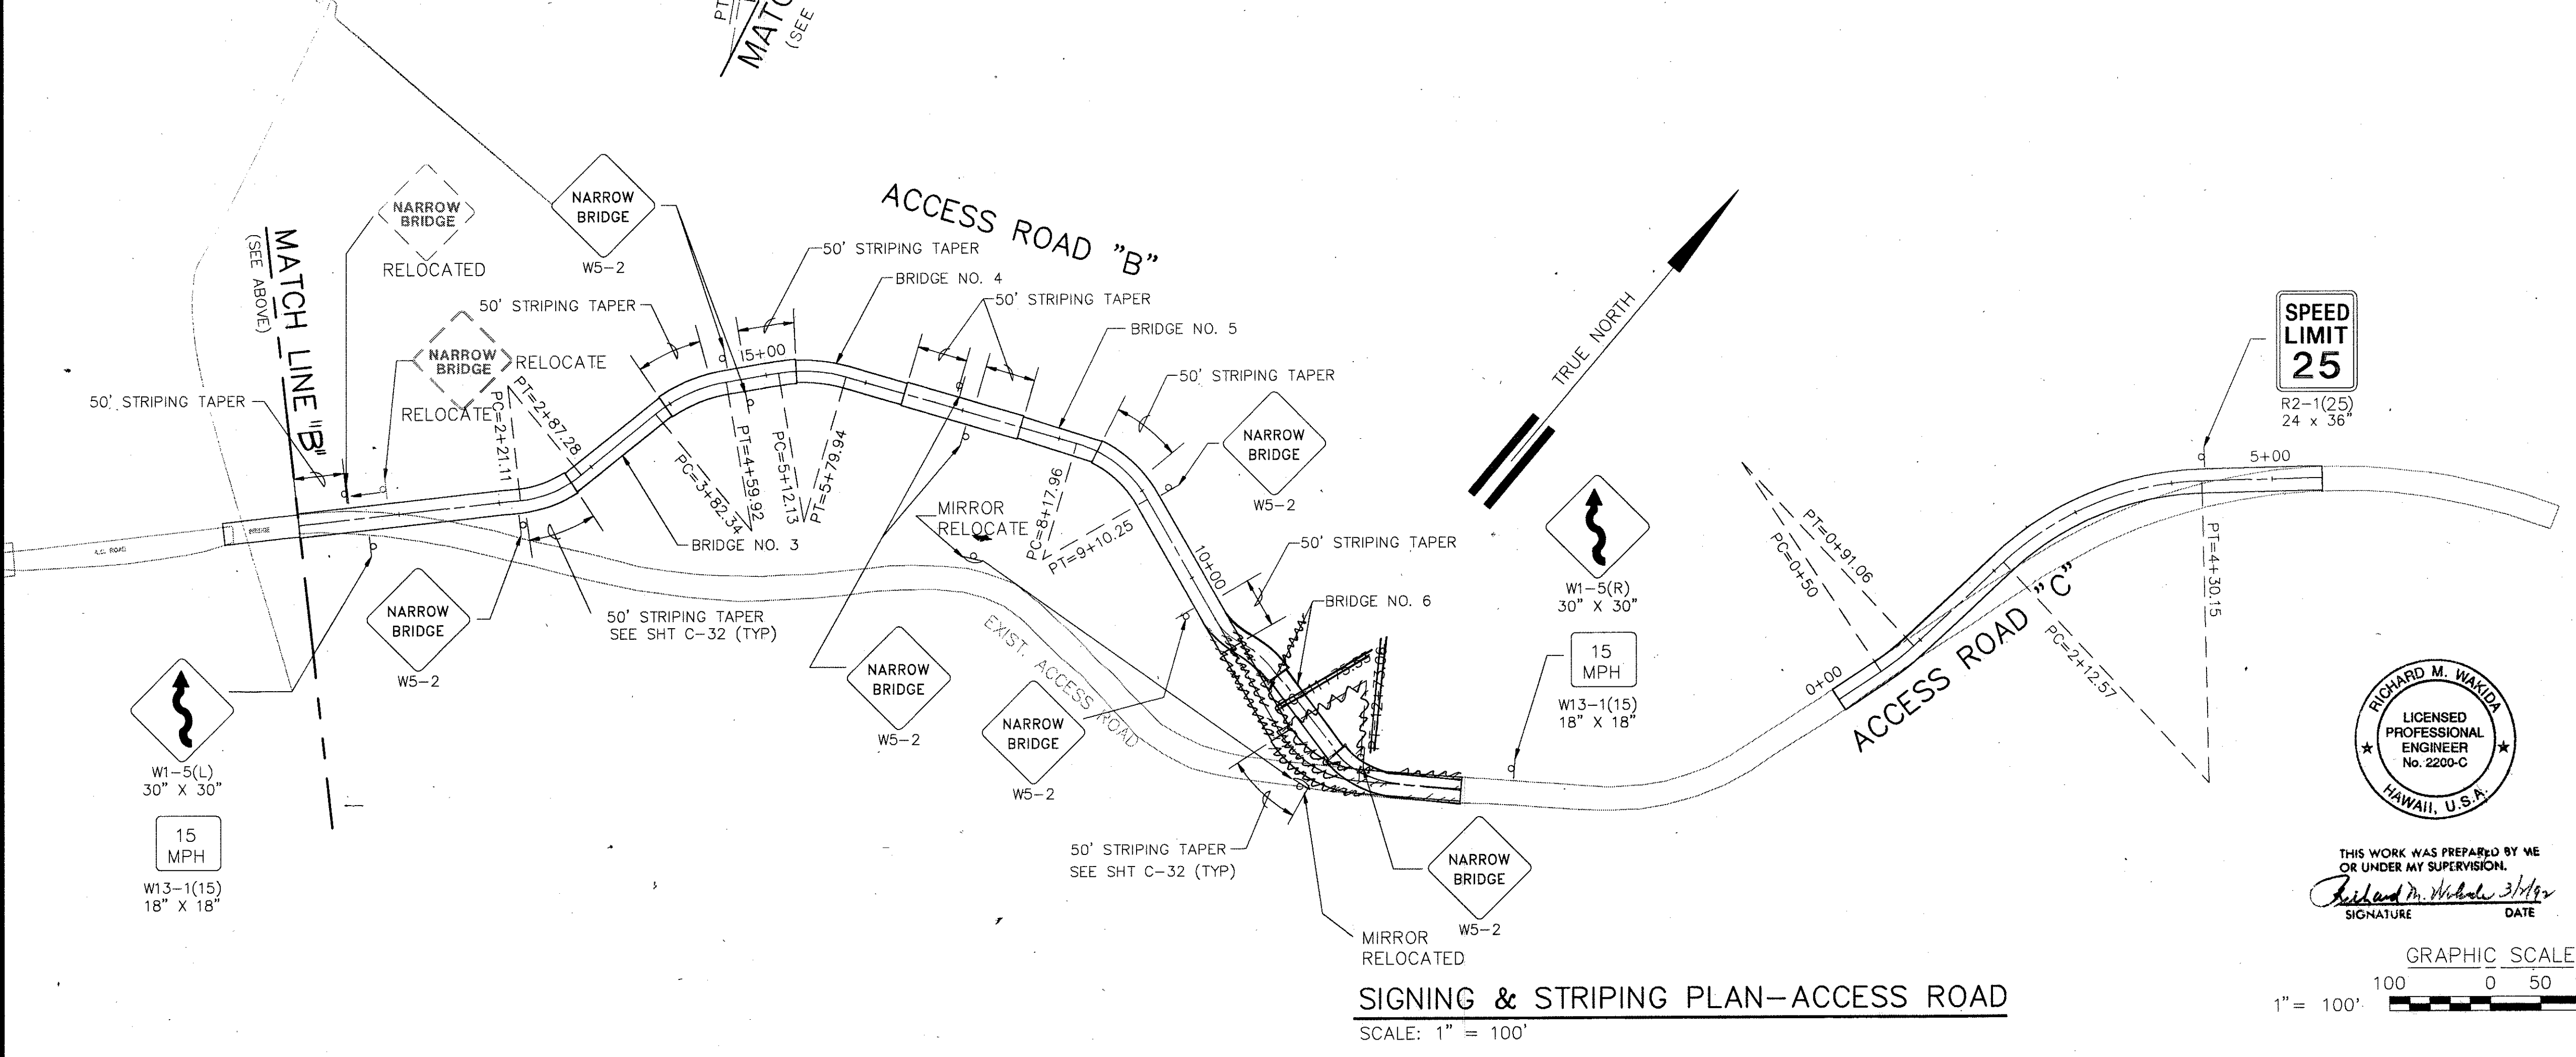 PT
MATC
(SEE
NARROW
BRIDGE
RELOCATED
NARROW
BRIDGE
W5-2
ACCESS ROAD "B"
50' STRIPING TAPER
BRIDGE NO. 4
50' STRIPING TAPER
50' STRIPING TAPER
BRIDGE NO. 5
MATCH LINE "B"
(SEE ABOVE)
NARROW
BRIDGE
RELOCATE
RELOCATE
50' STRIPING TAPER
PC=2+21.11
PT=2+87.28
15+00
PC=3+82.34
PT=4+59.92
PC=5+12.13
PT=5+79.94
50' STRIPING TAPER
NARROW
BRIDGE
W5-2
PC=8+17.96
PT=9+10.25
MIRROR
RELOCATE
A.C. ROAD
BRIDGE
BRIDGE NO. 3
10+00
50' STRIPING TAPER
BRIDGE NO. 6
50' STRIPING TAPER
SEE SHT C-32 (TYP)
NARROW
BRIDGE
W5-2
EXIST. ACCESS ROAD
NARROW
BRIDGE
W5-2
NARROW
BRIDGE
W5-2
W1-5(L)
30" X 30"
15
MPH
W13-1(15)
18" X 18"
50' STRIPING TAPER
SEE SHT C-32 (TYP)
NARROW
BRIDGE
W5-2
MIRROR
RELOCATED
TRUE NORTH
W1-5(R)
30" X 30"
15
MPH
W13-1(15)
18" X 18"
SPEED
LIMIT
25
R2-1(25)
24 x 36"
5+00
PT=0+91.06
PC=0+50
0+00
ACCESS ROAD "C"
PC=2+12.57
PT=4+30.15
RICHARD M. WAKIDA
LICENSED
PROFESSIONAL
ENGINEER
No. 2200-C
HAWAII, U.S.A.
THIS WORK WAS PREPARED BY ME
OR UNDER MY SUPERVISION.
Richard M. Wakida 3/2/92
SIGNATURE DATE
SIGNING & STRIPING PLAN-ACCESS ROAD
SCALE: 1" = 100'
GRAPHIC SCALE
100 0 50
1" = 100'